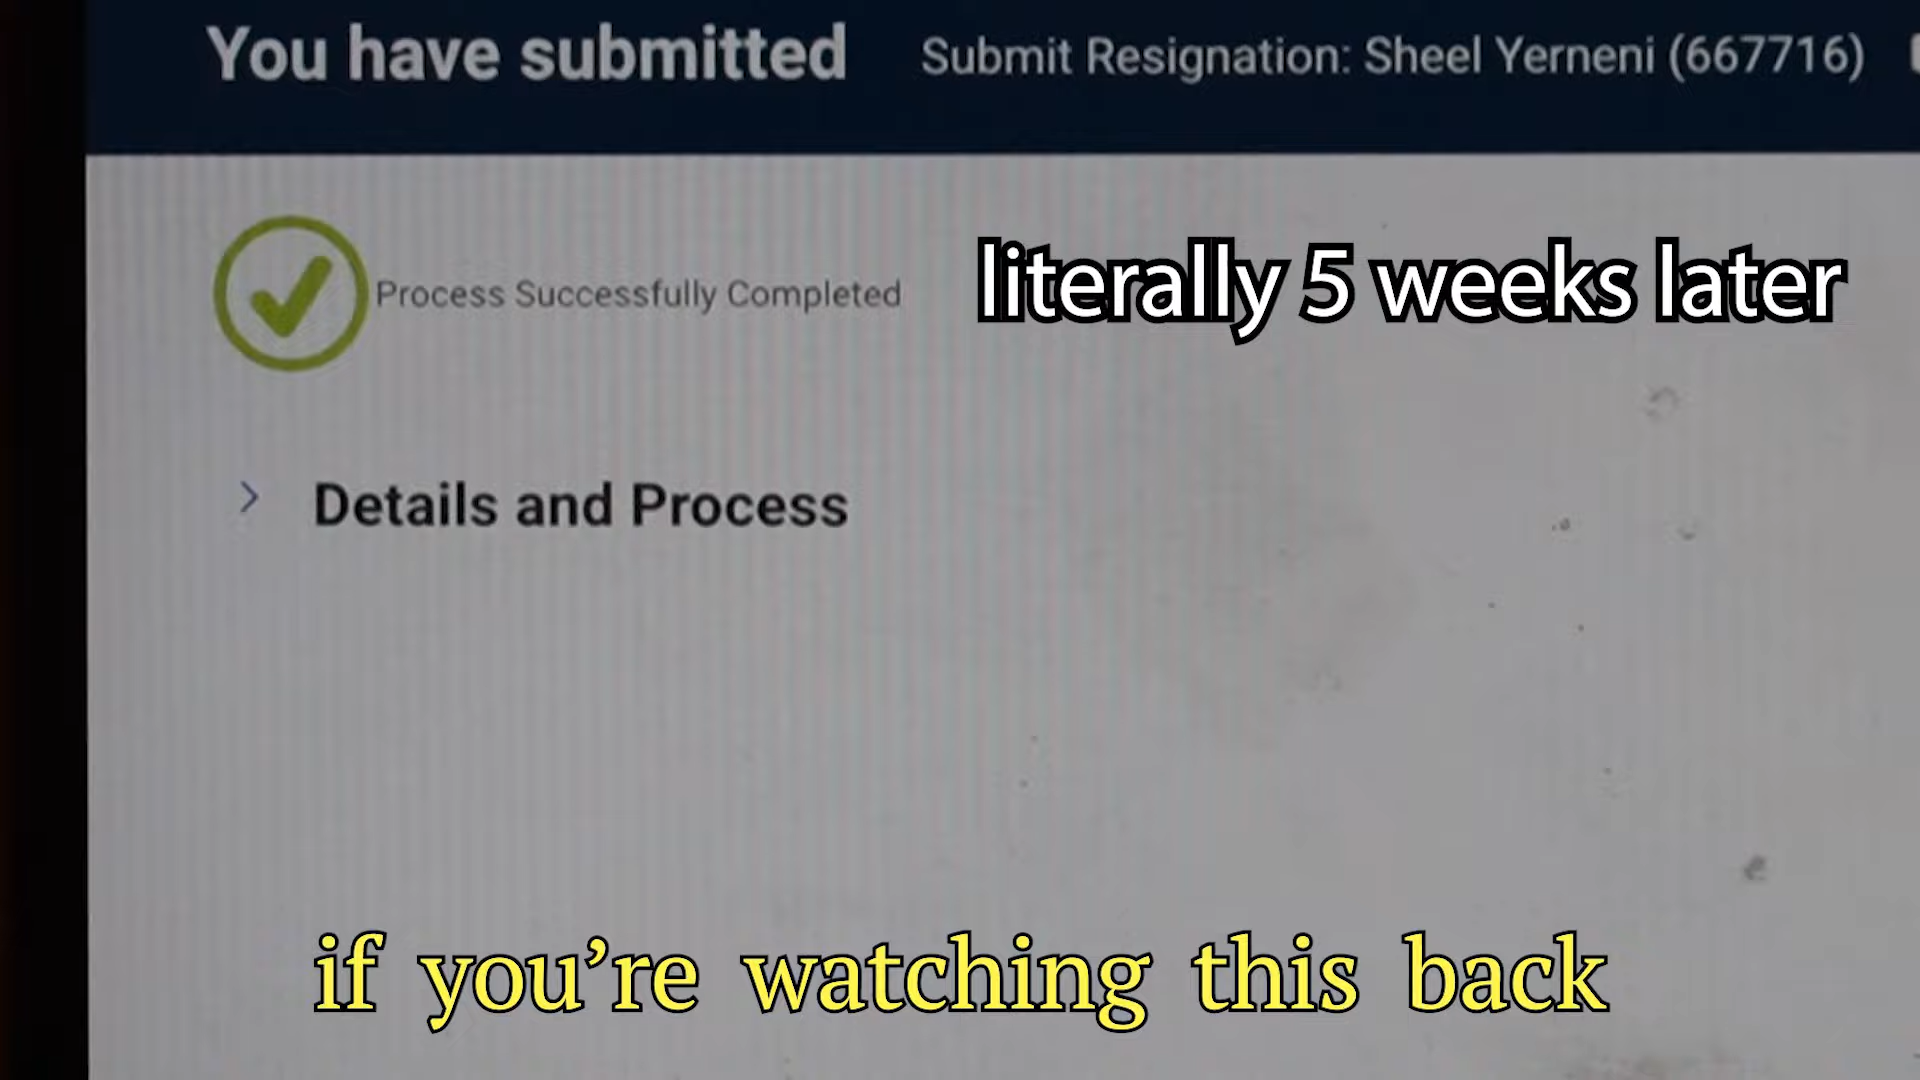 You have submitted Submit Resignation: Sheel Yerneni (667716)
Process Successfully Completed
literally 5 weeks later
Details and Process
if you're watching this back